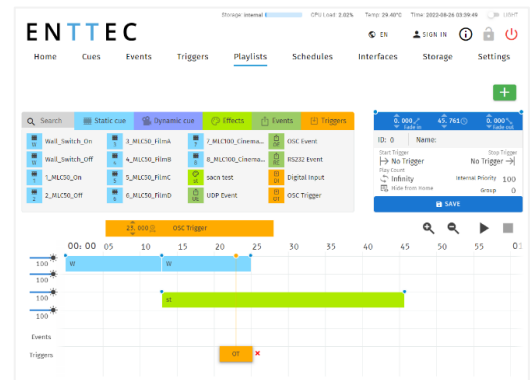 Storage: Internal CPU Load: 2.02% Temp: 29.40°C Time: 2022-08-26 03:39:49 LIGHT
ENTTEC
EN SIGN IN
Home Cues Events Triggers Playlists Schedules Interfaces Storage Settings
Search Static cue Dynamic cue Effects Events Triggers
Wall_Switch_On 3_MLC50_FilmA 7_MLC100_Cinema... OSC Event
Wall_Switch_Off 4_MLC50_FilmB 8_MLC100_Cinema... RS232 Event
1_MLC50_On 5_MLC50_FilmC sacn test Digital Input
2_MLC50_Off 6_MLC50_FilmD UDP Event OSC Trigger
0.000 45.761 0.000
Fade in Fade out
ID: 0 Name:
Start Trigger Stop Trigger
No Trigger No Trigger
Play Count
Infinity Internal Priority 100
Hide from Home Group 0
SAVE
23.000 OSC Trigger
00:00 05 10 15 20 25 30 35 40 45 50 55
100 W W
100
100 st
100
Events
Triggers OT